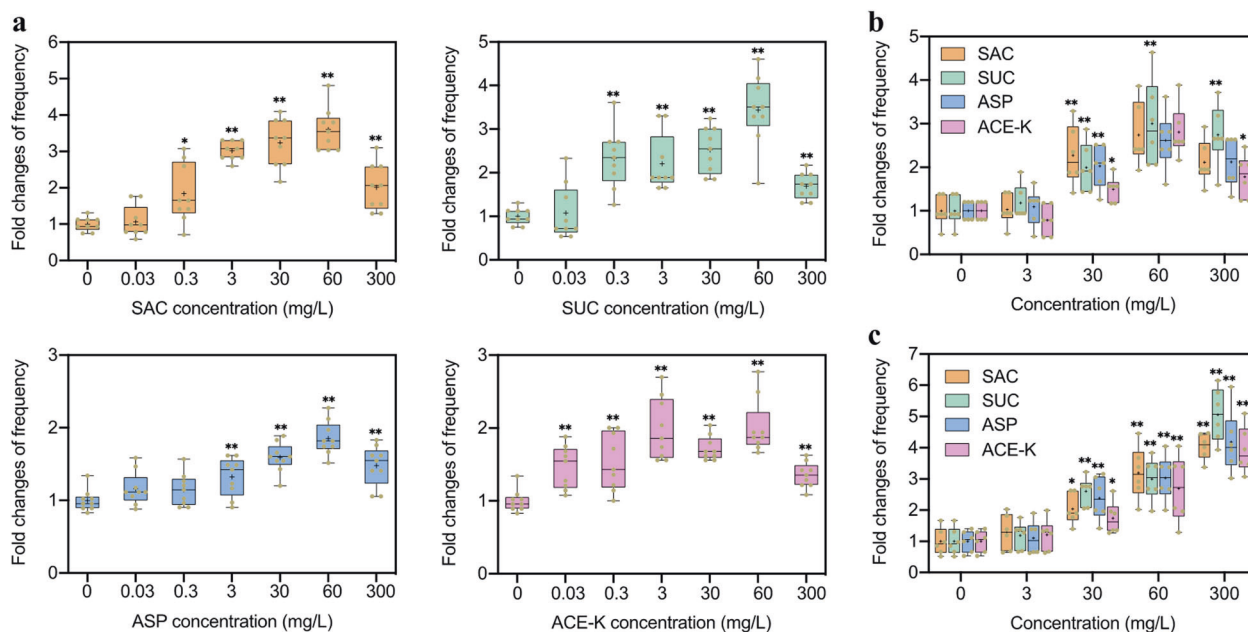 a
Fold changes of frequency
6
5
4
3
2
1
0
*
**
**
**
**
0 0.03 0.3 3 30 60 300
SAC concentration (mg/L)
Fold changes of frequency
5
4
3
2
1
0
**
**
**
**
**
0 0.03 0.3 3 30 60 300
SUC concentration (mg/L)
Fold changes of frequency
3
2
1
0
**
**
**
**
0 0.03 0.3 3 30 60 300
ASP concentration (mg/L)
Fold changes of frequency
3
2
1
0
**
**
**
**
**
**
0 0.03 0.3 3 30 60 300
ACE-K concentration (mg/L)
b
Fold changes of frequency
5
4
3
2
1
0
SAC
SUC
ASP
ACE-K
**
**
**
*
**
**
*
0 3 30 60 300
Concentration (mg/L)
c
Fold changes of frequency
7
6
5
4
3
2
1
0
SAC
SUC
ASP
ACE-K
*
**
**
*
**
**
**
**
**
**
**
**
0 3 30 60 300
Concentration (mg/L)